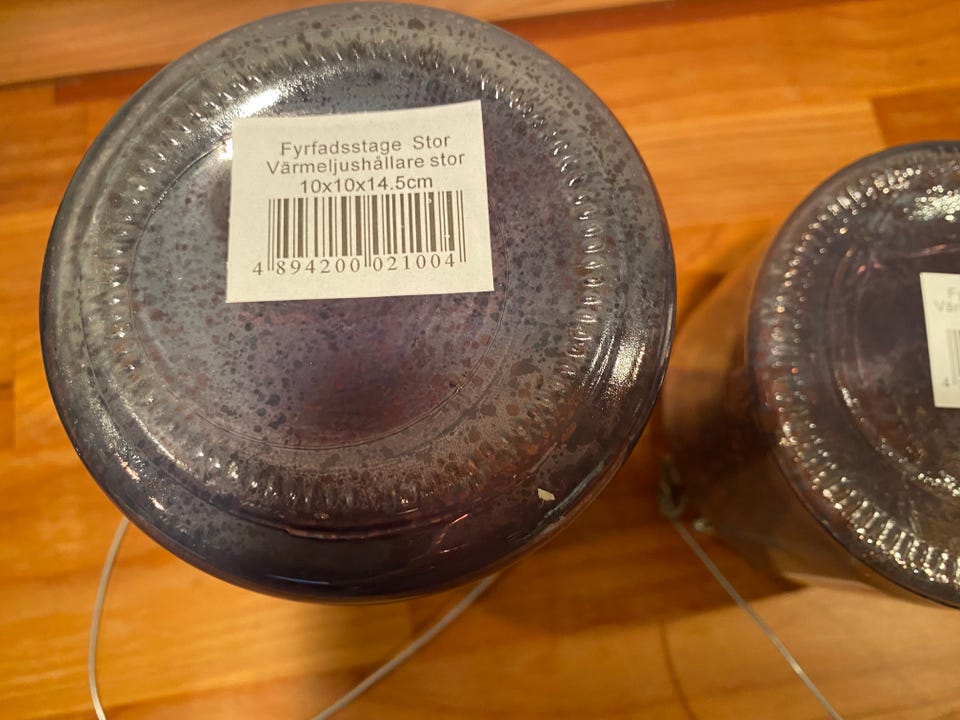 Fyrfadsstage Stor
Värmeljushållare stor
10x10x14.5cm
4 894200 021004